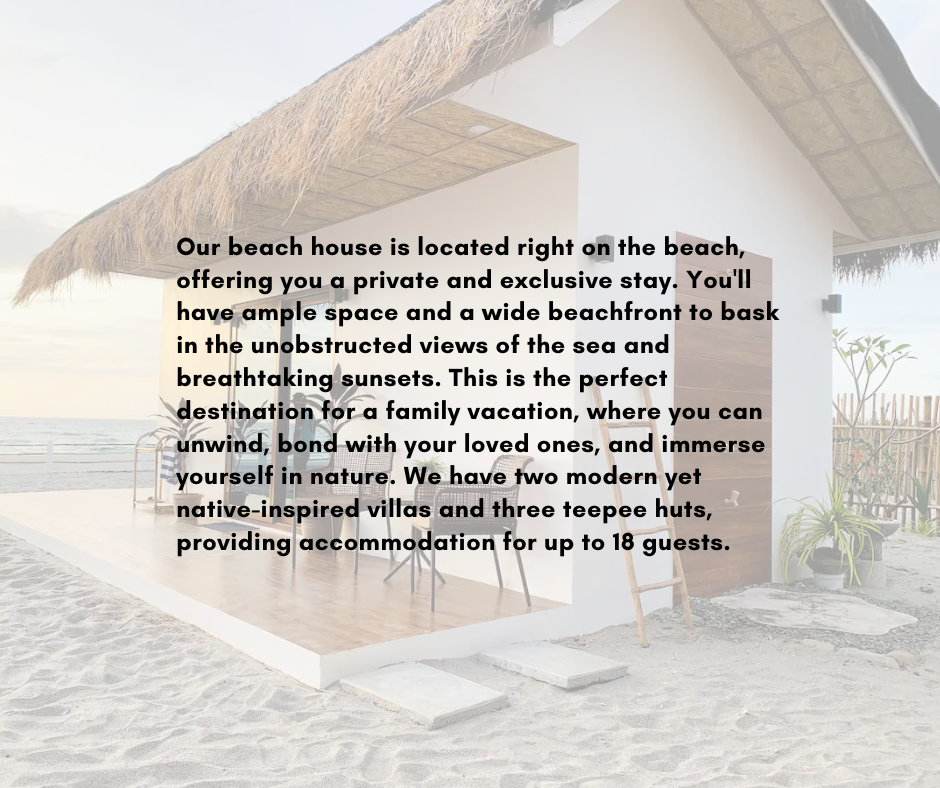 Our beach house is located right on the beach,
offering you a private and exclusive stay. You'll
have ample space and a wide beachfront to bask
in the unobstructed views of the sea and
breathtaking sunsets. This is the perfect
destination for a family vacation, where you can
unwind, bond with your loved ones, and immerse
yourself in nature. We have two modern yet
native-inspired villas and three teepee huts,
providing accommodation for up to 18 guests.